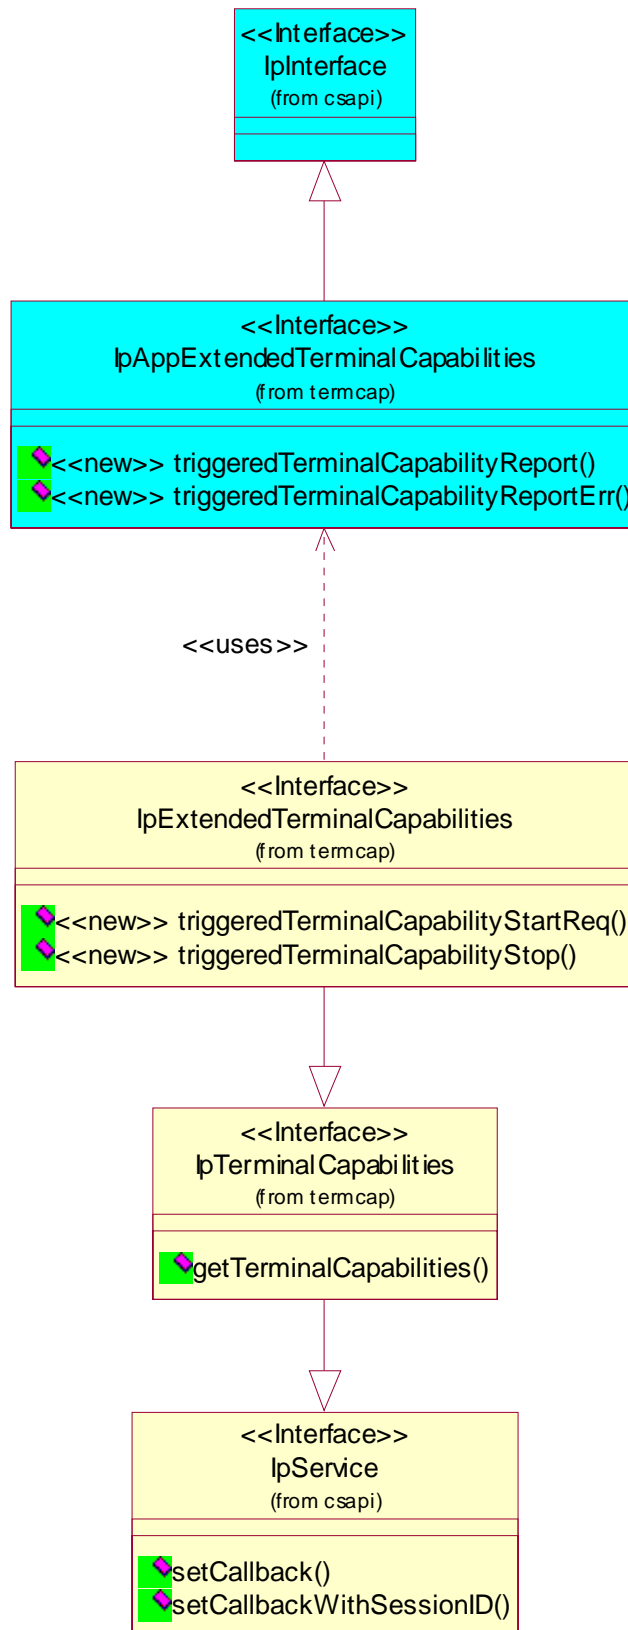 <<Interface>>
IpInterface
(from csapi)
<<Interface>>
IpAppExtendedTerminalCapabilities
(from termcap)
<<new>> triggeredTerminalCapabilityReport()
<<new>> triggeredTerminalCapabilityReportErr()
<<uses>>
<<Interface>>
IpExtendedTerminalCapabilities
(from termcap)
<<new>> triggeredTerminalCapabilityStartReq()
<<new>> triggeredTerminalCapabilityStop()
<<Interface>>
IpTerminalCapabilities
(from termcap)
getTerminalCapabilities()
<<Interface>>
IpService
(from csapi)
setCallback()
setCallbackWithSessionID()